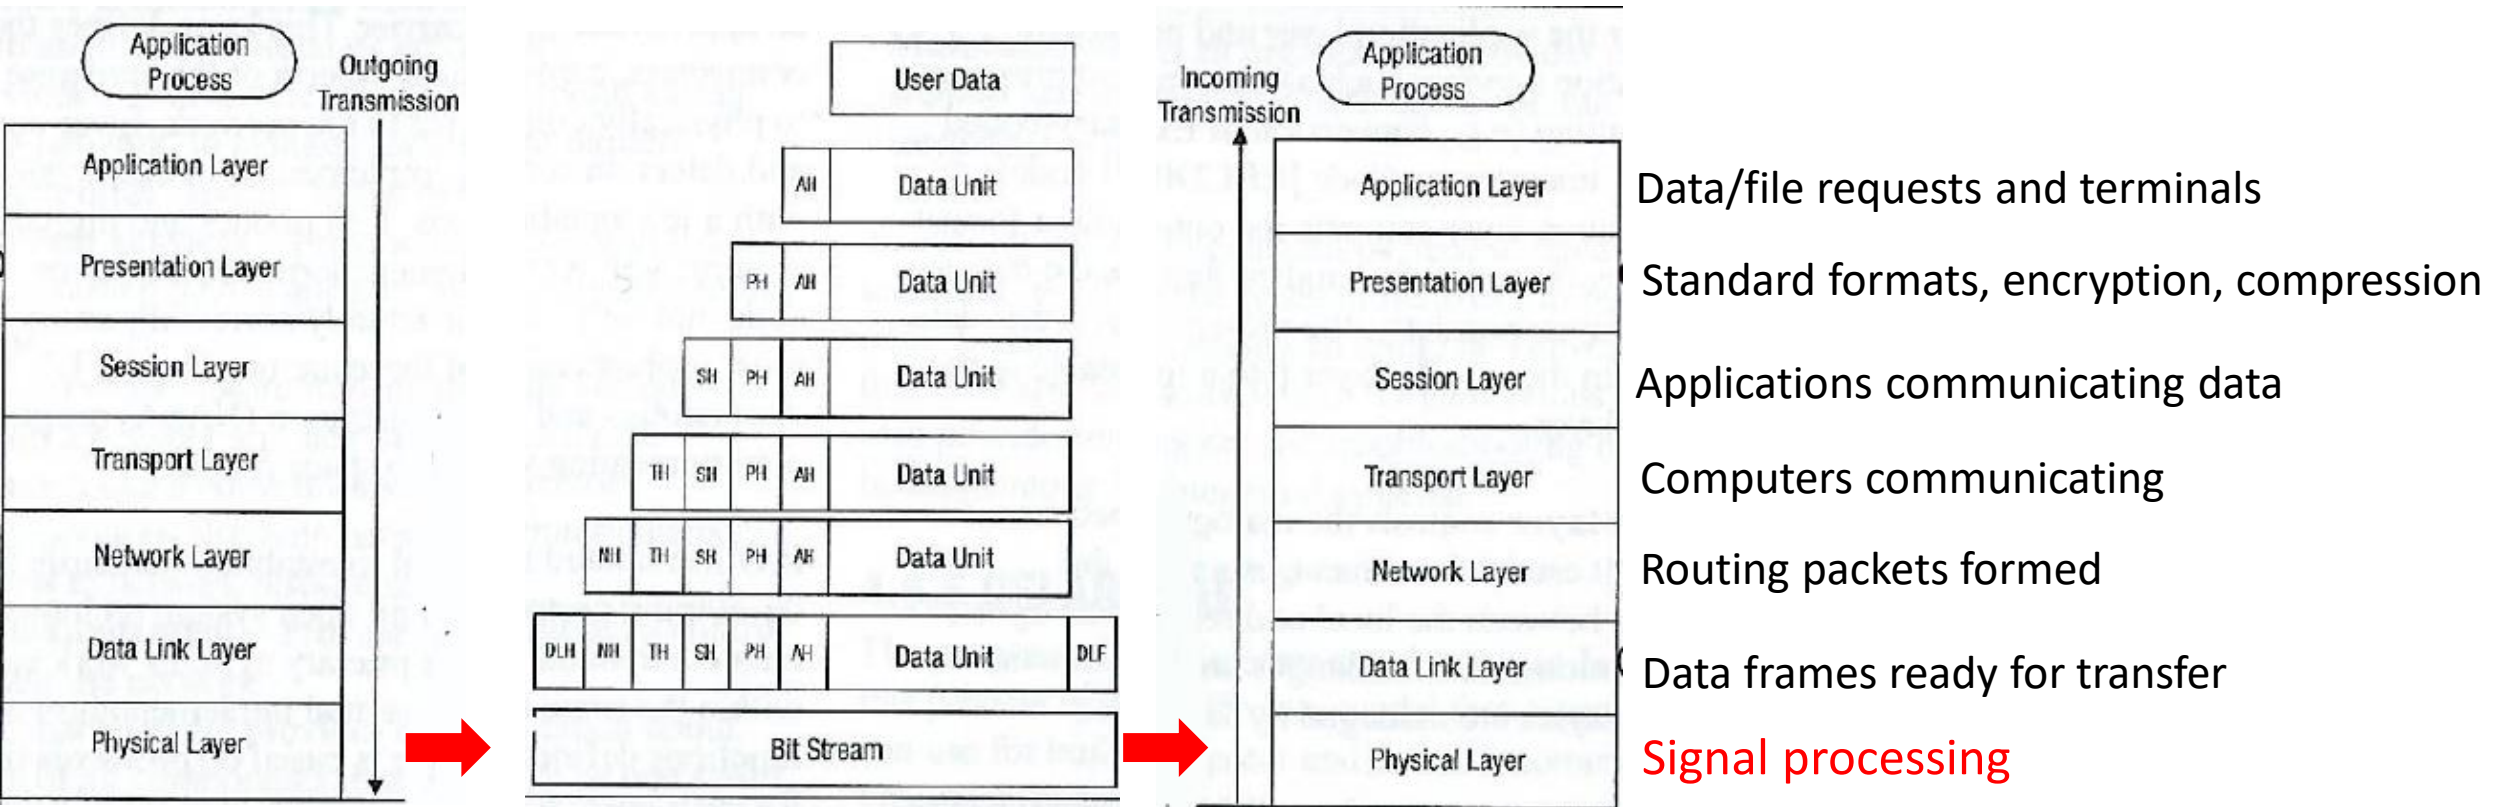 Application
Process
Outgoing
Transmission
Application Layer
Presentation Layer
Session Layer
Transport Layer
Network Layer
Data Link Layer
Physical Layer
User Data
AH Data Unit
PH AH Data Unit
SH PH AH Data Unit
TH SH PH AH Data Unit
NH TH SH PH AH Data Unit
DLH NH TH SH PH AH Data Unit DLF
Bit Stream
Incoming
Transmission
Application
Process
Application Layer
Presentation Layer
Session Layer
Transport Layer
Network Layer
Data Link Layer
Physical Layer
Data/file requests and terminals
Standard formats, encryption, compression
Applications communicating data
Computers communicating
Routing packets formed
Data frames ready for transfer
Signal processing